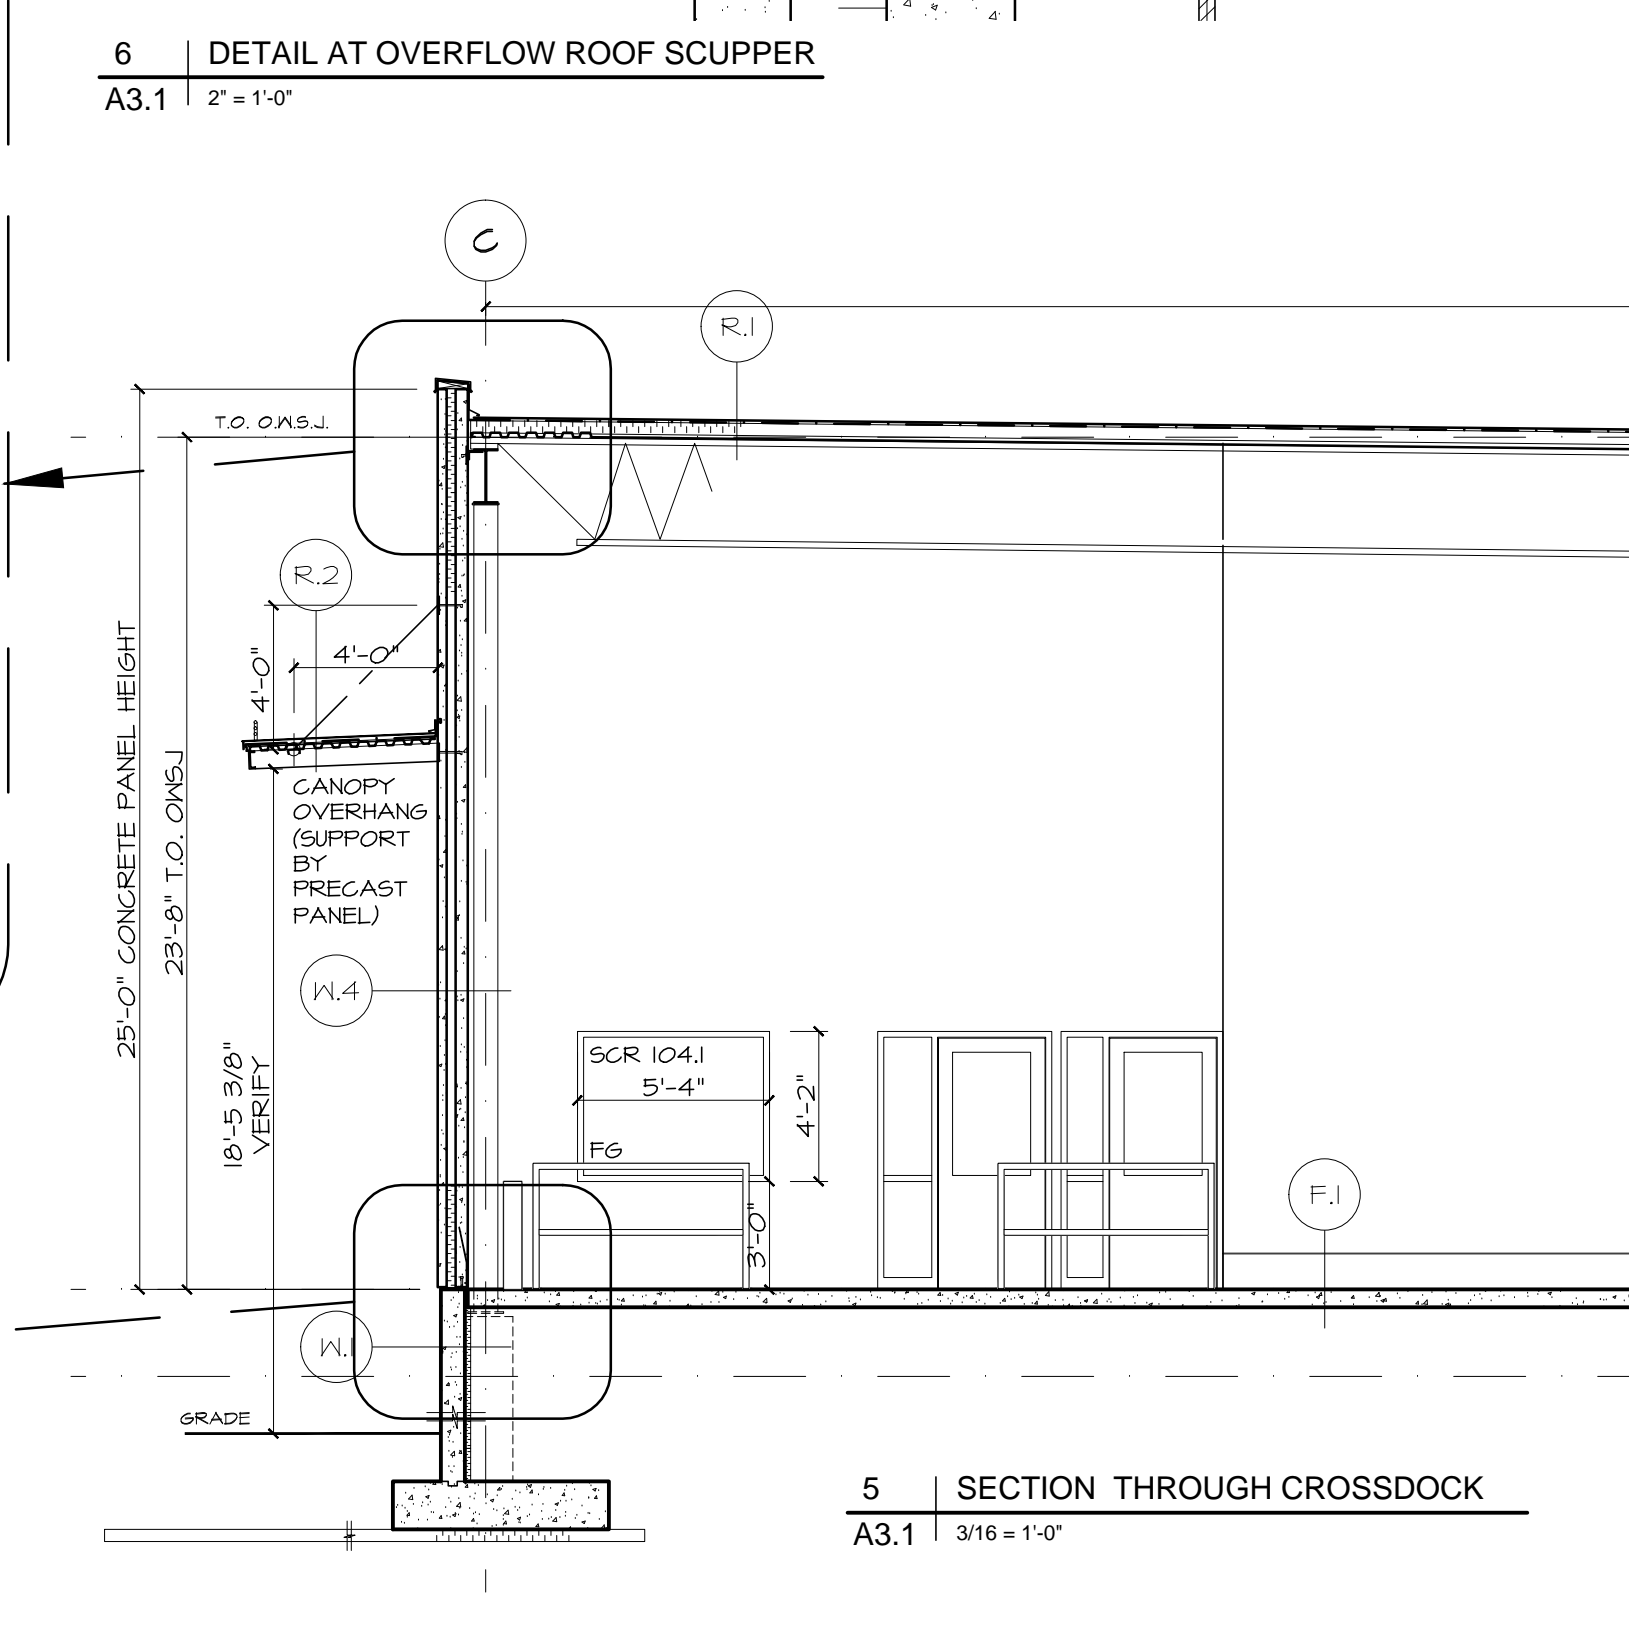 6
DETAIL AT OVERFLOW ROOF SCUPPER
A3.1
2" = 1'-0"
C
R.1
T.O. O.W.S.J.
R.2
4'-0"
4'-0"
25'-0" CONCRETE PANEL HEIGHT
23'-8" T.O. OWSJ
CANOPY
OVERHANG
(SUPPORT
BY
PRECAST
PANEL)
W.4
18'-5 3/8"
VERIFY
SCR 104.1
5'-4"
4'-2"
FG
3'-0"
F.1
W.1
GRADE
5
SECTION THROUGH CROSSDOCK
A3.1
3/16 = 1'-0"